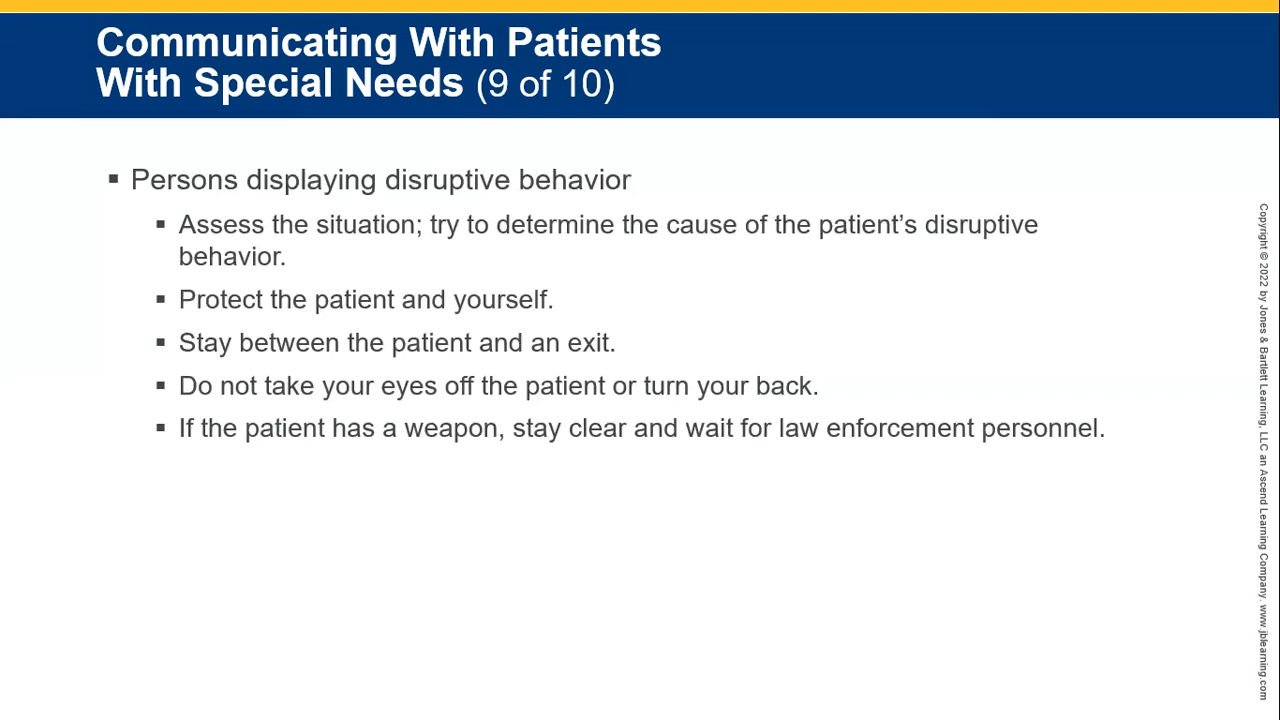 Communicating With Patients
With Special Needs (9 of 10)
▪ Persons displaying disruptive behavior
▪ Assess the situation; try to determine the cause of the patient’s disruptive
behavior.
▪ Protect the patient and yourself.
▪ Stay between the patient and an exit.
▪ Do not take your eyes off the patient or turn your back.
▪ If the patient has a weapon, stay clear and wait for law enforcement personnel.
Copyright © 2022 by Jones & Bartlett Learning, LLC an Ascend Learning Company. www.jblearning.com